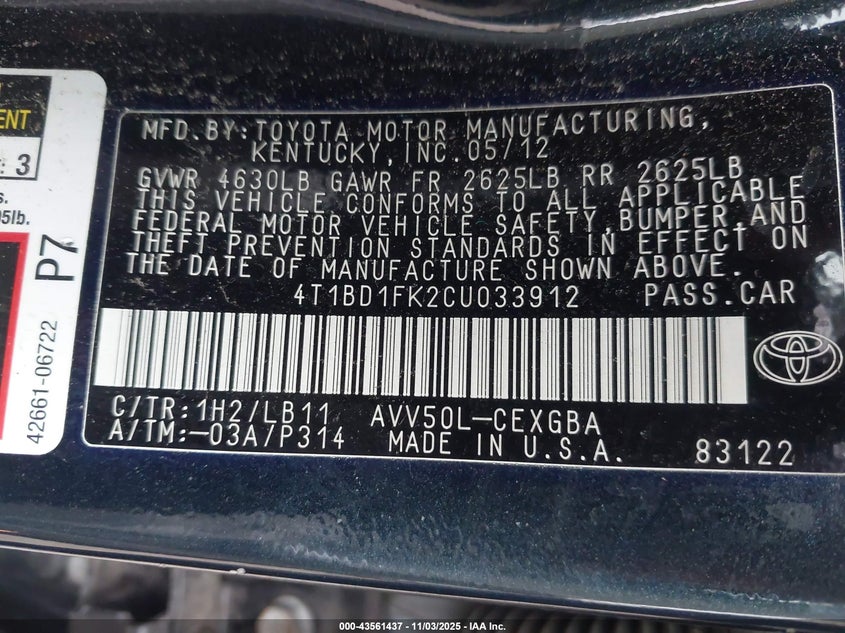 ENT
: 3
s.
05lb.
P7
42661-06722
MFD.BY:TOYOTA MOTOR MANUFACTURING,
KENTUCKY,INC.05/12
GVWR 4630LB GAWR FR 2625LB RR 2625LB
THIS VEHICLE CONFORMS TO ALL APPLICABLE
FEDERAL MOTOR VEHICLE SAFETY,BUMPER,AND
THEFT PREVENTION STANDARDS IN EFFECT ON
THE DATE OF MANUFACTURE SHOWN ABOVE.
4T1BD1FK2CU033912 PASS.CAR
C/TR:1H2/LB11 AVV50L-CEXGBA
A/TM:-03A/P314 MADE IN U.S.A. 83122
000-43561437 - 11/03/2025 - IAA Inc.